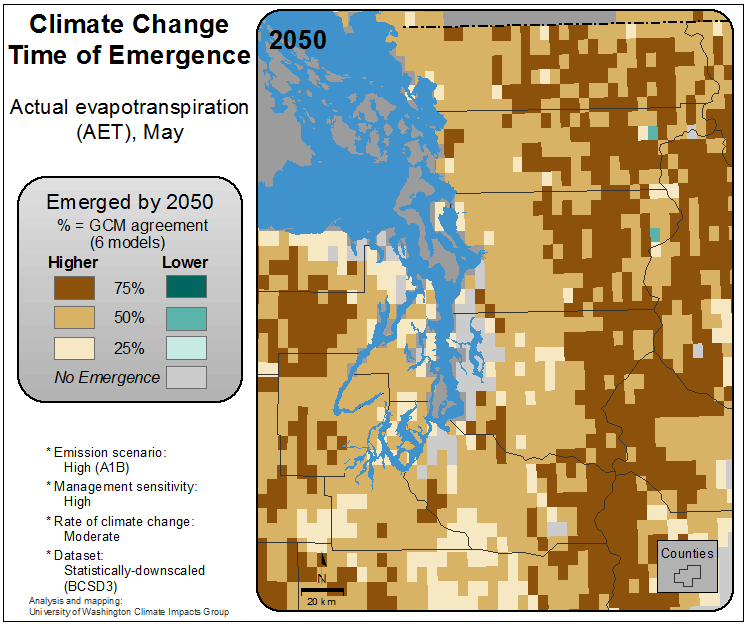 Climate Change
Time of Emergence
Actual evapotranspiration
(AET), May
Emerged by 2050
% = GCM agreement
(6 models)
Higher Lower
75%
50%
25%
No Emergence
* Emission scenario:
High (A1B)
* Management sensitivity:
High
* Rate of climate change:
Moderate
* Dataset:
Statistically-downscaled
(BCSD3)
Analysis and mapping:
University of Washington Climate Impacts Group
2050
N
20 km
Counties